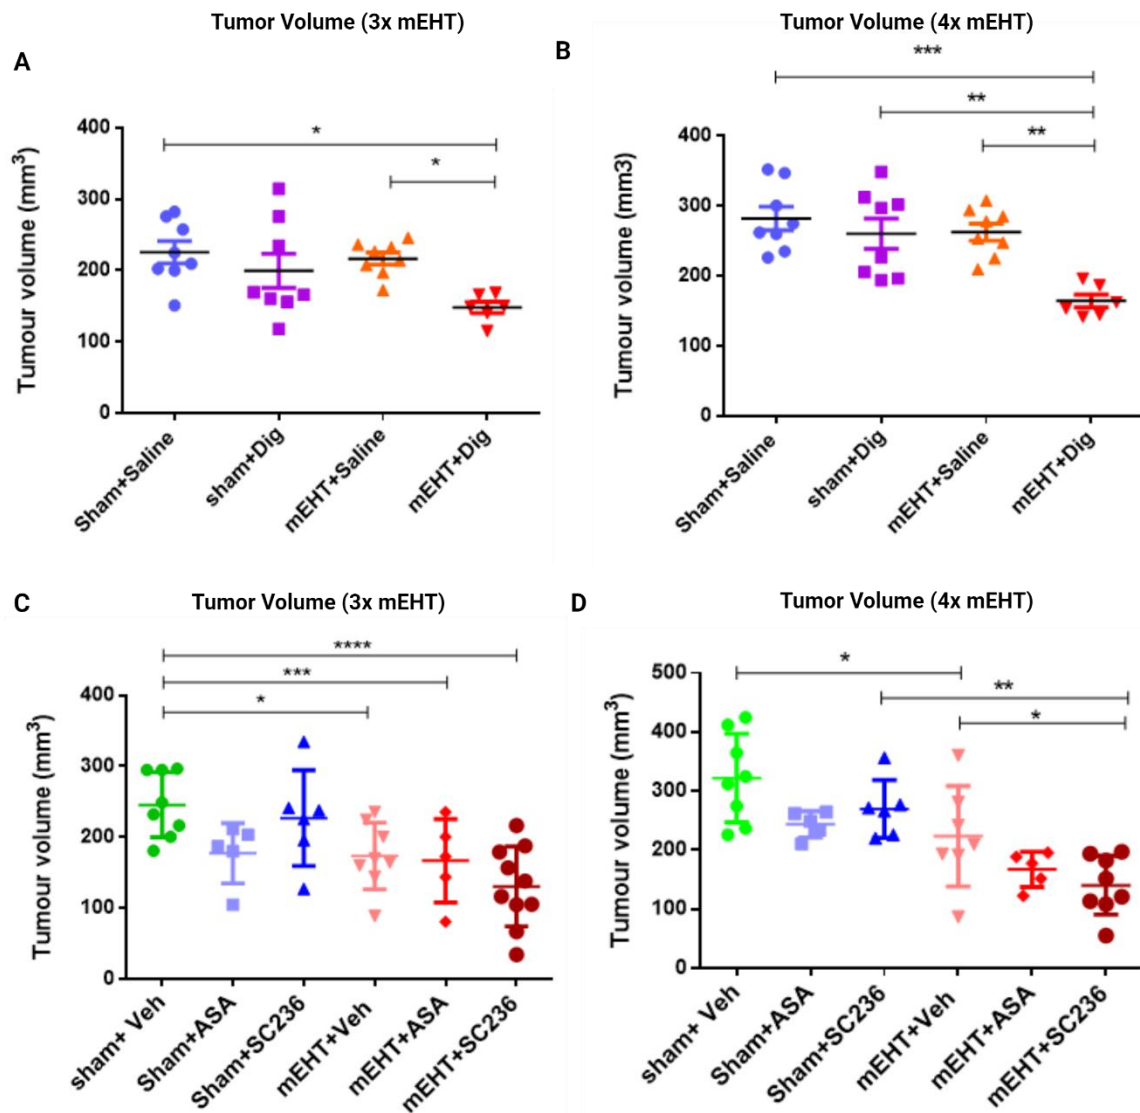 Tumor Volume (3x mEHT)
A
Tumour volume (mm3)
400
300
200
100
0
*
*
Sham+Saline
sham+Dig
mEHT+Saline
mEHT+Dig
Tumor Volume (4x mEHT)
B
Tumour volume (mm3)
400
300
200
100
0
***
**
**
Sham+Saline
sham+Dig
mEHT+Saline
mEHT+Dig
C
Tumor Volume (3x mEHT)
Tumour volume (mm3)
400
300
200
100
0
****
***
*
sham+ Veh
Sham+ASA
Sham+SC236
mEHT+Veh
mEHT+ASA
mEHT+SC236
D
Tumor Volume (4x mEHT)
Tumour volume (mm3)
500
400
300
200
100
0
*
**
*
sham+ Veh
Sham+ASA
Sham+SC236
mEHT+Veh
mEHT+ASA
mEHT+SC236